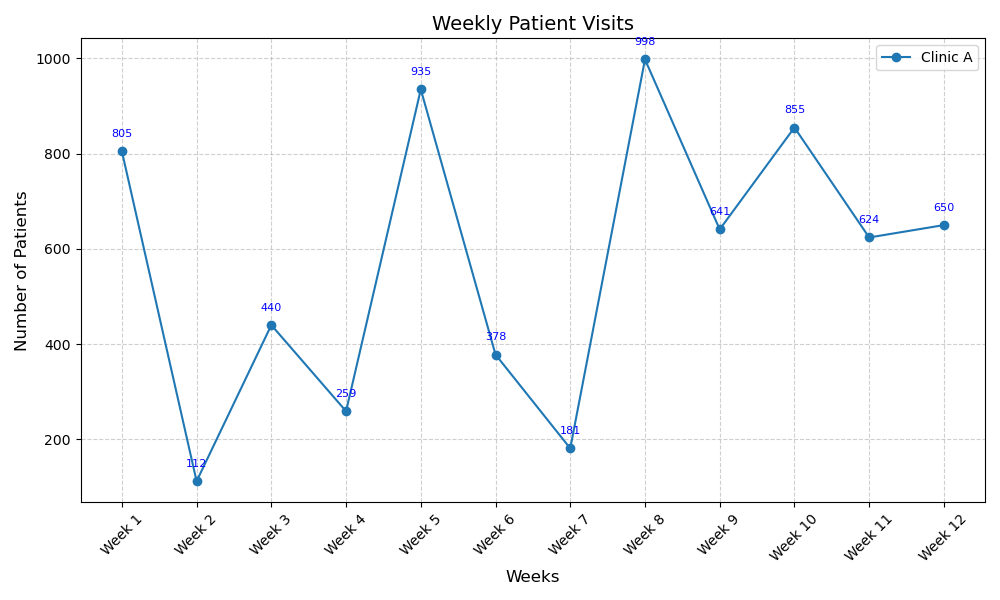 Weekly Patient Visits
Clinic A
Number of Patients
1000
800
600
400
200
805
112
440
259
935
378
181
998
641
855
624
650
Week 1
Week 2
Week 3
Week 4
Week 5
Week 6
Week 7
Week 8
Week 9
Week 10
Week 11
Week 12
Weeks